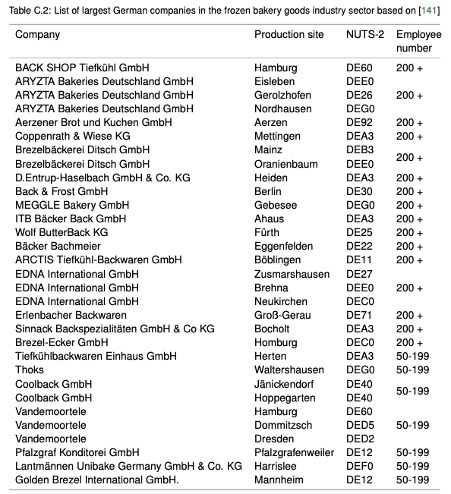 Table C.2: List of largest German companies in the frozen bakery goods industry sector based on [141]
Company Production site NUTS-2 Employee number
BACK SHOP Tiefkühl GmbH Hamburg DE60 200 +
ARYZTA Bakeries Deutschland GmbH Eisleben DEE0
ARYZTA Bakeries Deutschland GmbH Gerolzhofen DE26 200 +
ARYZTA Bakeries Deutschland GmbH Nordhausen DEG0
Aerzener Brot und Kuchen GmbH Aerzen DE92 200 +
Coppenrath & Wiese KG Mettingen DEA3 200 +
Brezelbäckerei Ditsch GmbH Mainz DEB3
200 +
Brezelbäckerei Ditsch GmbH Oranienbaum DEE0
D.Entrup-Haselbach GmbH & Co. KG Heiden DEA3 200 +
Back & Frost GmbH Berlin DE30 200 +
MEGGLE Bakery GmbH Gebesee DEG0 200 +
ITB Bäcker Back GmbH Ahaus DEA3 200 +
Wolf ButterBack KG Fürth DE25 200 +
Bäcker Bachmeier Eggenfelden DE22 200 +
ARCTIS Tiefkühl-Backwaren GmbH Böblingen DE11 200 +
EDNA International GmbH Zusmarshausen DE27
EDNA International GmbH Brehna DEE0 200 +
EDNA International GmbH Neukirchen DEC0
Erlenbacher Backwaren Groß-Gerau DE71 200 +
Sinnack Backspezialitäten GmbH & Co KG Bocholt DEA3 200 +
Brezel-Ecker GmbH Homburg DEC0 200 +
Tiefkühlbackwaren Einhaus GmbH Herten DEA3 50-199
Thoks Waltershausen DEG0 50-199
Coolback GmbH Jänickendorf DE40
50-199
Coolback GmbH Hoppegarten DE40
Vandemoortele Hamburg DE60
Vandemoortele Dommitzsch DED5 50-199
Vandemoortele Dresden DED2
Pfalzgraf Konditorei GmbH Pfalzgrafenweiler DE12 50-199
Lantmännen Unibake Germany GmbH & Co. KG Harrislee DEF0 50-199
Golden Brezel International GmbH. Mannheim DE12 50-199